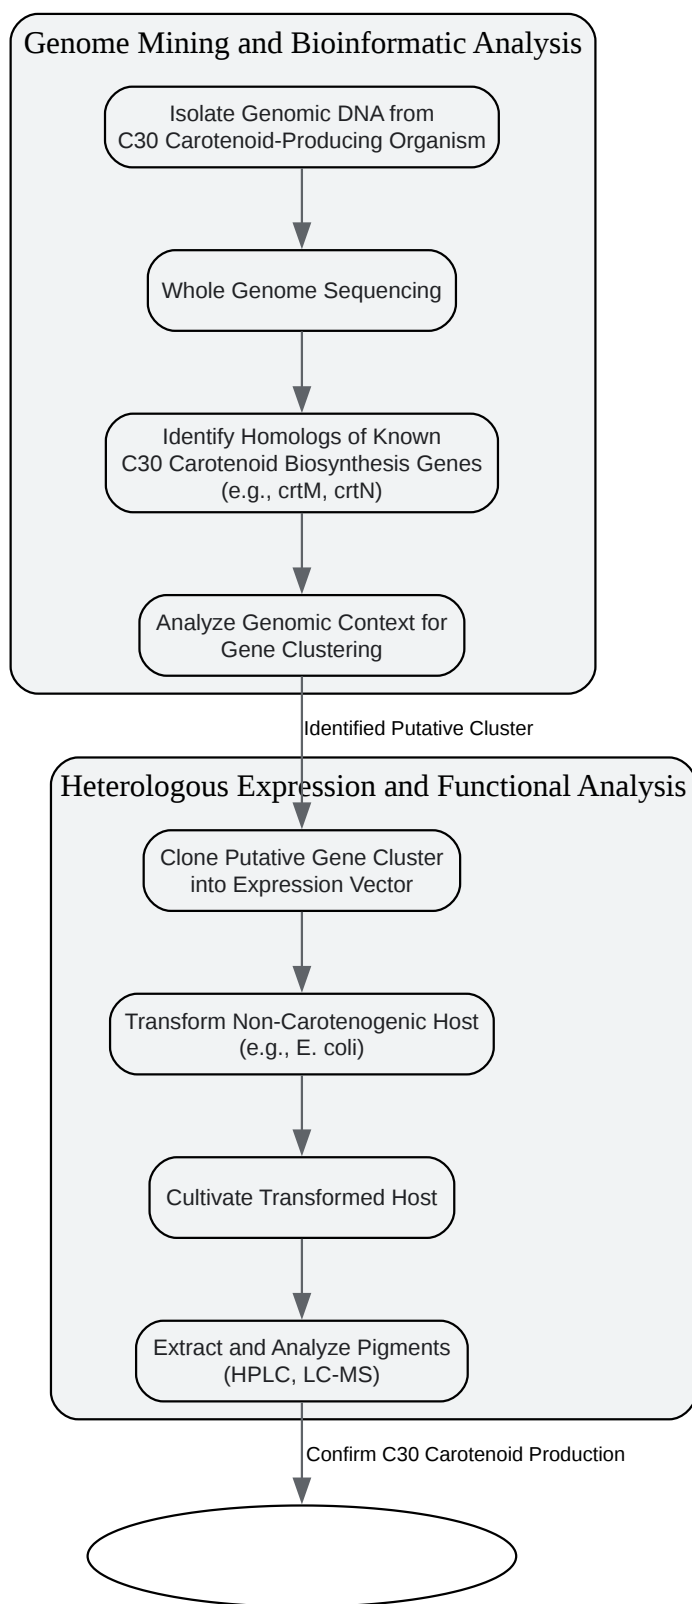 Genome Mining and Bioinformatic Analysis
Isolate Genomic DNA from
C30 Carotenoid-Producing Organism
Whole Genome Sequencing
Identify Homologs of Known
C30 Carotenoid Biosynthesis Genes
(e.g., crtM, crtN)
Analyze Genomic Context for
Gene Clustering
Identified Putative Cluster
Heterologous Expression and Functional Analysis
Clone Putative Gene Cluster
into Expression Vector
Transform Non-Carotenogenic Host
(e.g., E. coli)
Cultivate Transformed Host
Extract and Analyze Pigments
(HPLC, LC-MS)
Confirm C30 Carotenoid Production